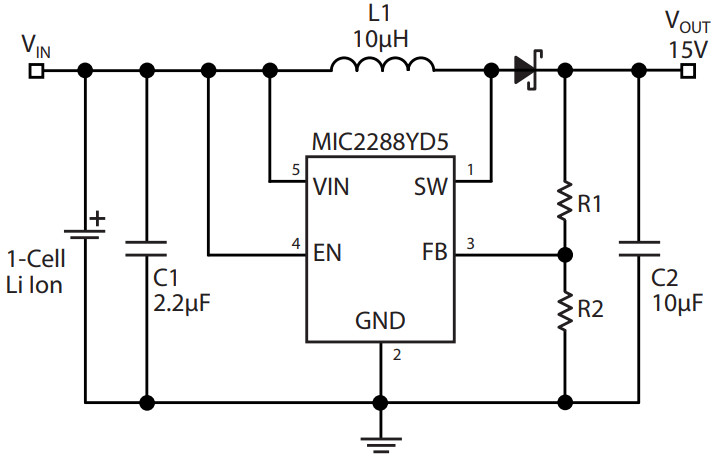 L1
10µH
VIN
VOUT
15V
MIC2288YD5
5
VIN
SW
1
4
EN
FB
3
GND
2
+
1-Cell
Li Ion
C1
2.2µF
R1
R2
C2
10µF